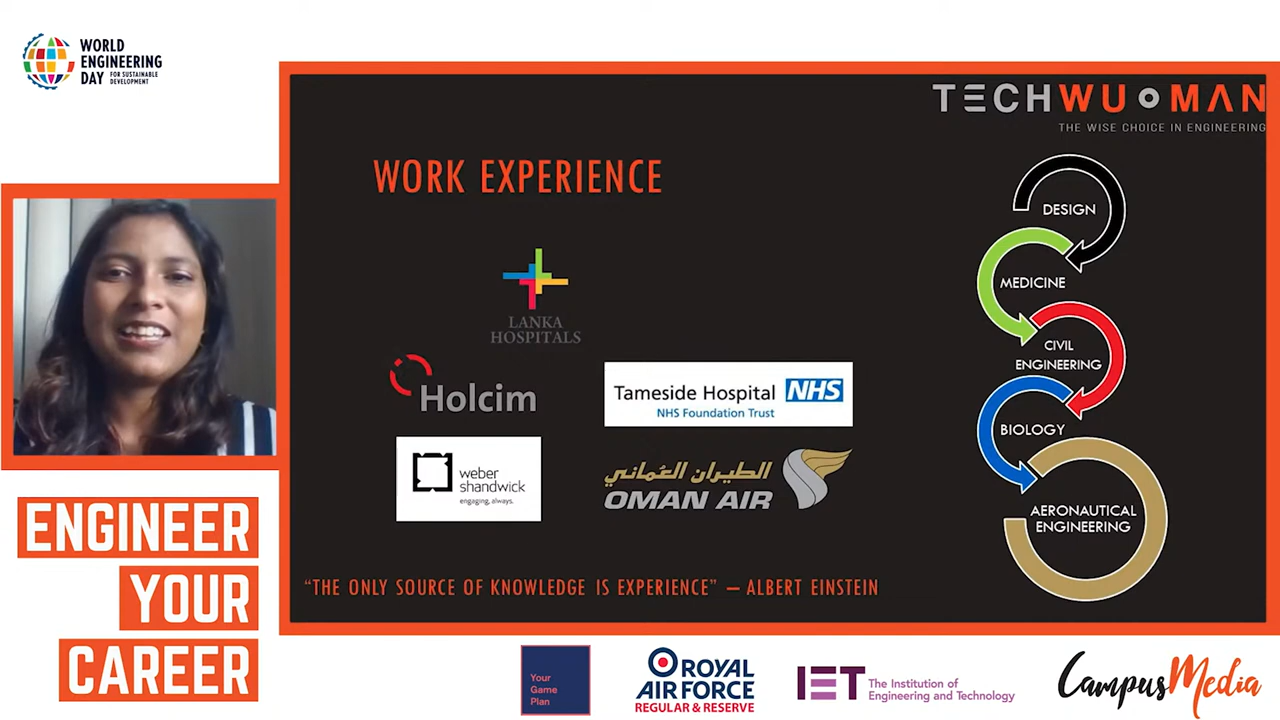 WORLD
ENGINEERING
DAY
FOR SUSTAINABLE
DEVELOPMENT
TECHWUOMAN
THE WISE CHOICE IN ENGINEERING
WORK EXPERIENCE
LANKA
HOSPITALS
Holcim
Tameside Hospital NHS
NHS Foundation Trust
weber
shandwick
engaging, always.
الطيران العُماني
OMAN AIR
"THE ONLY SOURCE OF KNOWLEDGE IS EXPERIENCE" – ALBERT EINSTEIN
DESIGN
MEDICINE
CIVIL
ENGINEERING
BIOLOGY
AERONAUTICAL
ENGINEERING
ENGINEER
YOUR
CAREER
Your
Game
Plan
ROYAL
AIR FORCE
REGULAR & RESERVE
IET The Institution of
Engineering and Technology
CampusMedia